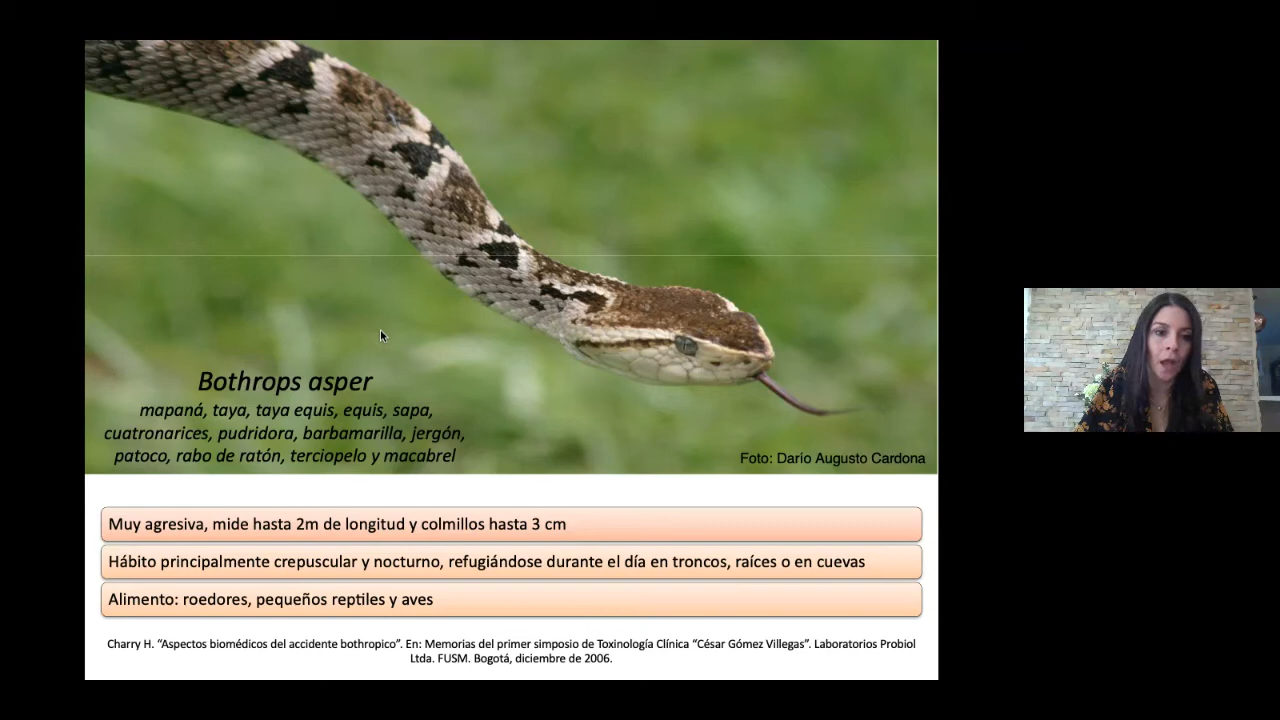 Bothrops asper
mapaná, taya, taya equis, equis, sapa,
cuatronarices, pudridora, barbamarilla, jergón,
patoco, rabo de ratón, terciopelo y macabrel
Foto: Darío Augusto Cardona
Muy agresiva, mide hasta 2m de longitud y colmillos hasta 3 cm
Hábito principalmente crepuscular y nocturno, refugiándose durante el día en troncos, raíces o en cuevas
Alimento: roedores, pequeños reptiles y aves
Charry H. “Aspectos biomédicos del accidente bothropico”. En: Memorias del primer simposio de Toxinología Clínica “César Gómez Villegas”. Laboratorios Probiol
Ltda. FUSM. Bogotá, diciembre de 2006.